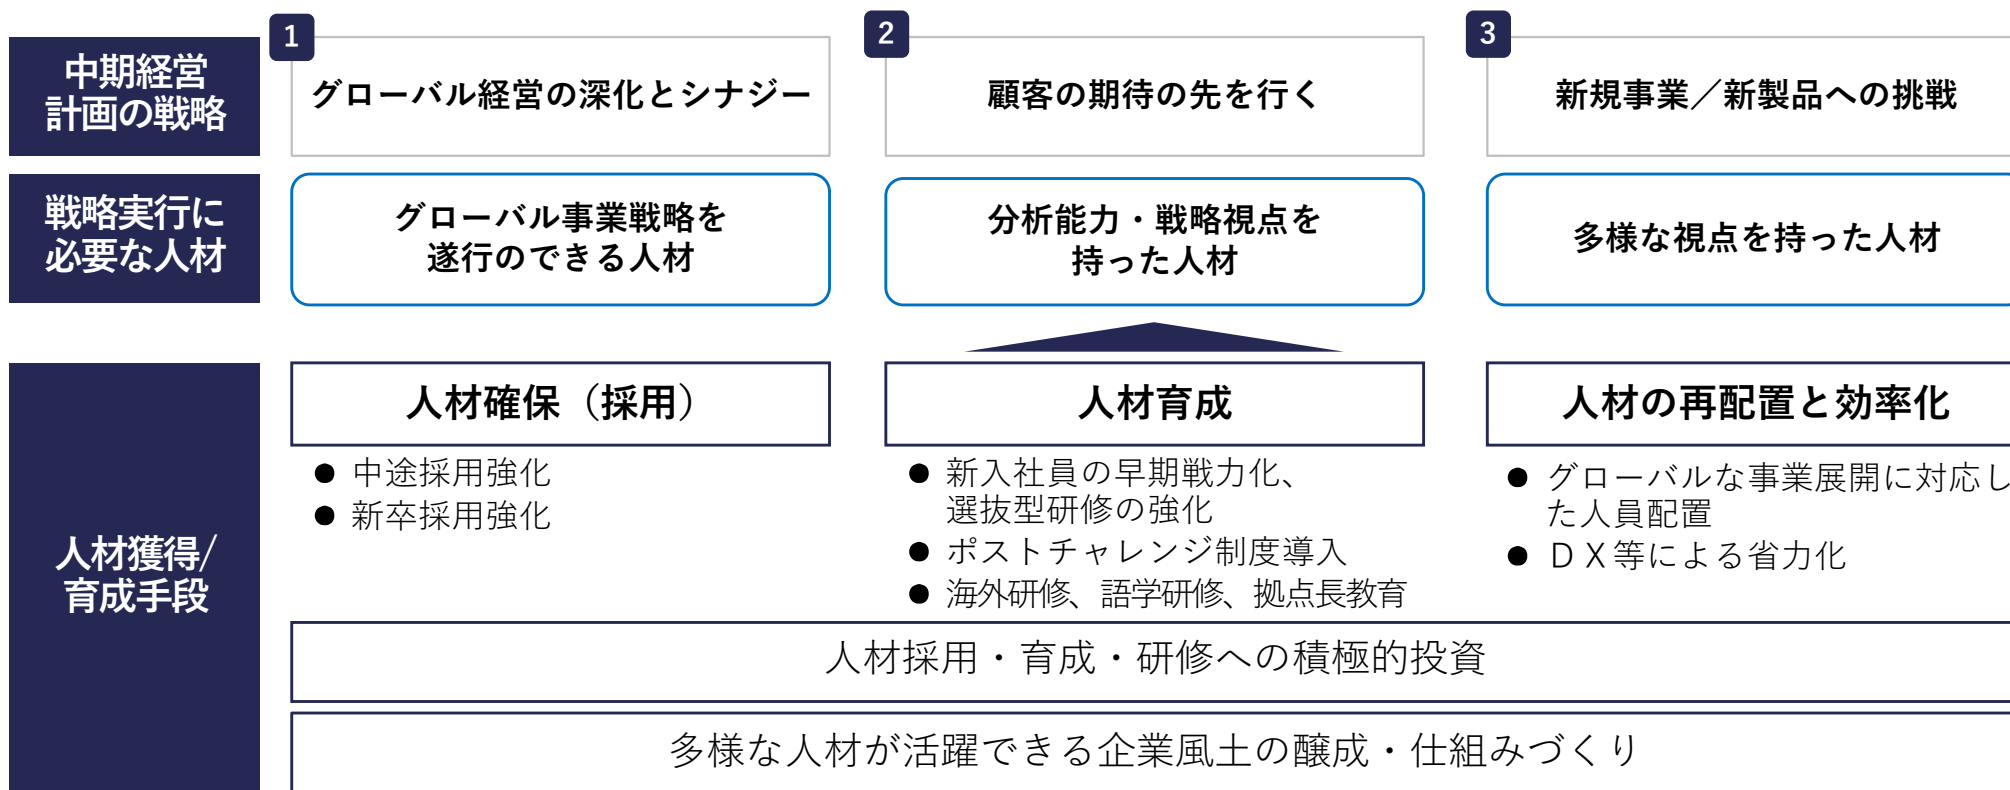 中期経営
計画の戦略
1
グローバル経営の深化とシナジー
2
顧客の期待の先を行く
3
新規事業／新製品への挑戦
戦略実行に
必要な人材
グローバル事業戦略を
遂行のできる人材
分析能力・戦略視点を
持った人材
多様な視点を持った人材
人材獲得/
育成手段
人材確保（採用）
● 中途採用強化
● 新卒採用強化
人材育成
● 新入社員の早期戦力化、
選抜型研修の強化
● ポストチャレンジ制度導入
● 海外研修、語学研修、拠点長教育
人材の再配置と効率化
● グローバルな事業展開に対応し
た人員配置
● ＤＸ等による省力化
人材採用・育成・研修への積極的投資
多様な人材が活躍できる企業風土の醸成・仕組みづくり